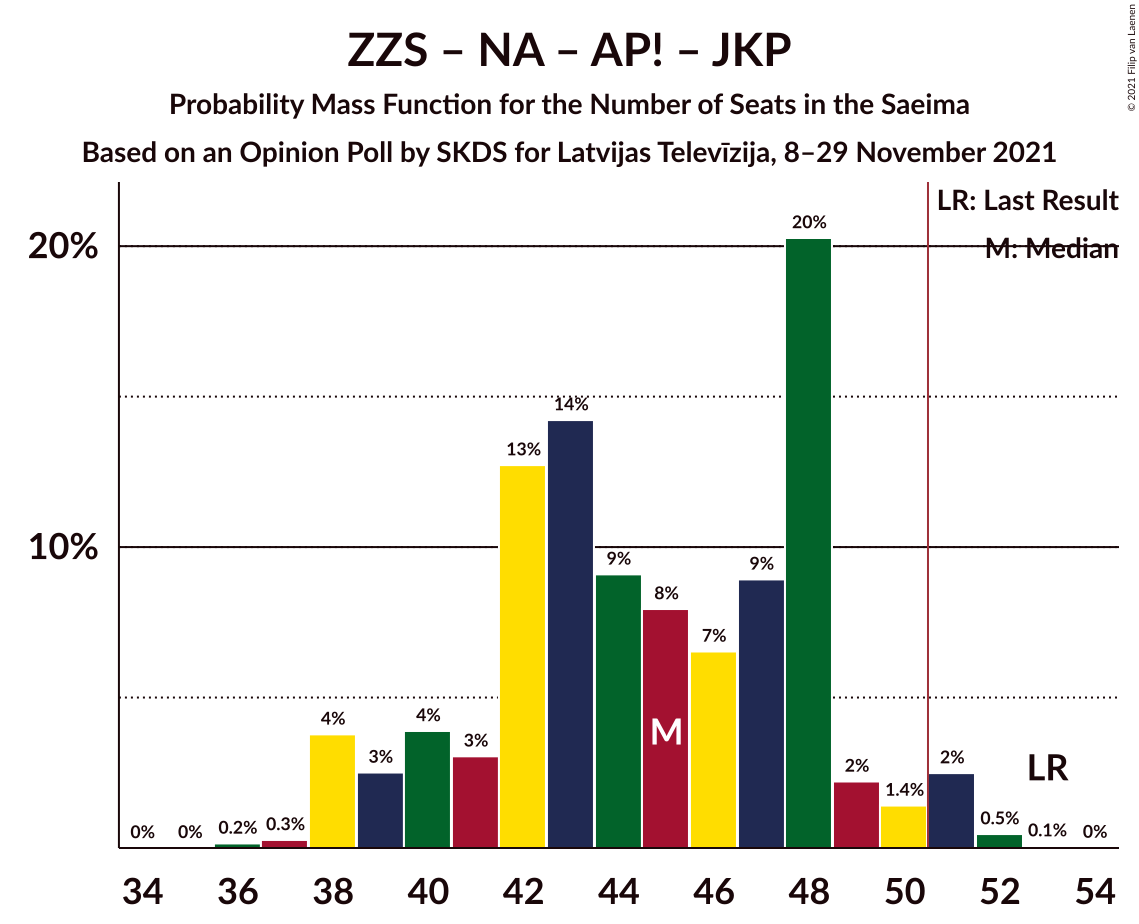 ZZS – NA – AP! – JKP
Probability Mass Function for the Number of Seats in the Saeima
Based on an Opinion Poll by SKDS for Latvijas Televīzija, 8–29 November 2021
© 2021 Filip van Laenen
LR: Last Result
M: Median
20%
10%
0%
0%
0.2%
0.3%
4%
3%
4%
3%
13%
14%
9%
8%
7%
9%
20%
2%
1.4%
2%
0.5%
0.1%
0%
M
LR
34 36 38 40 42 44 46 48 50 52 54